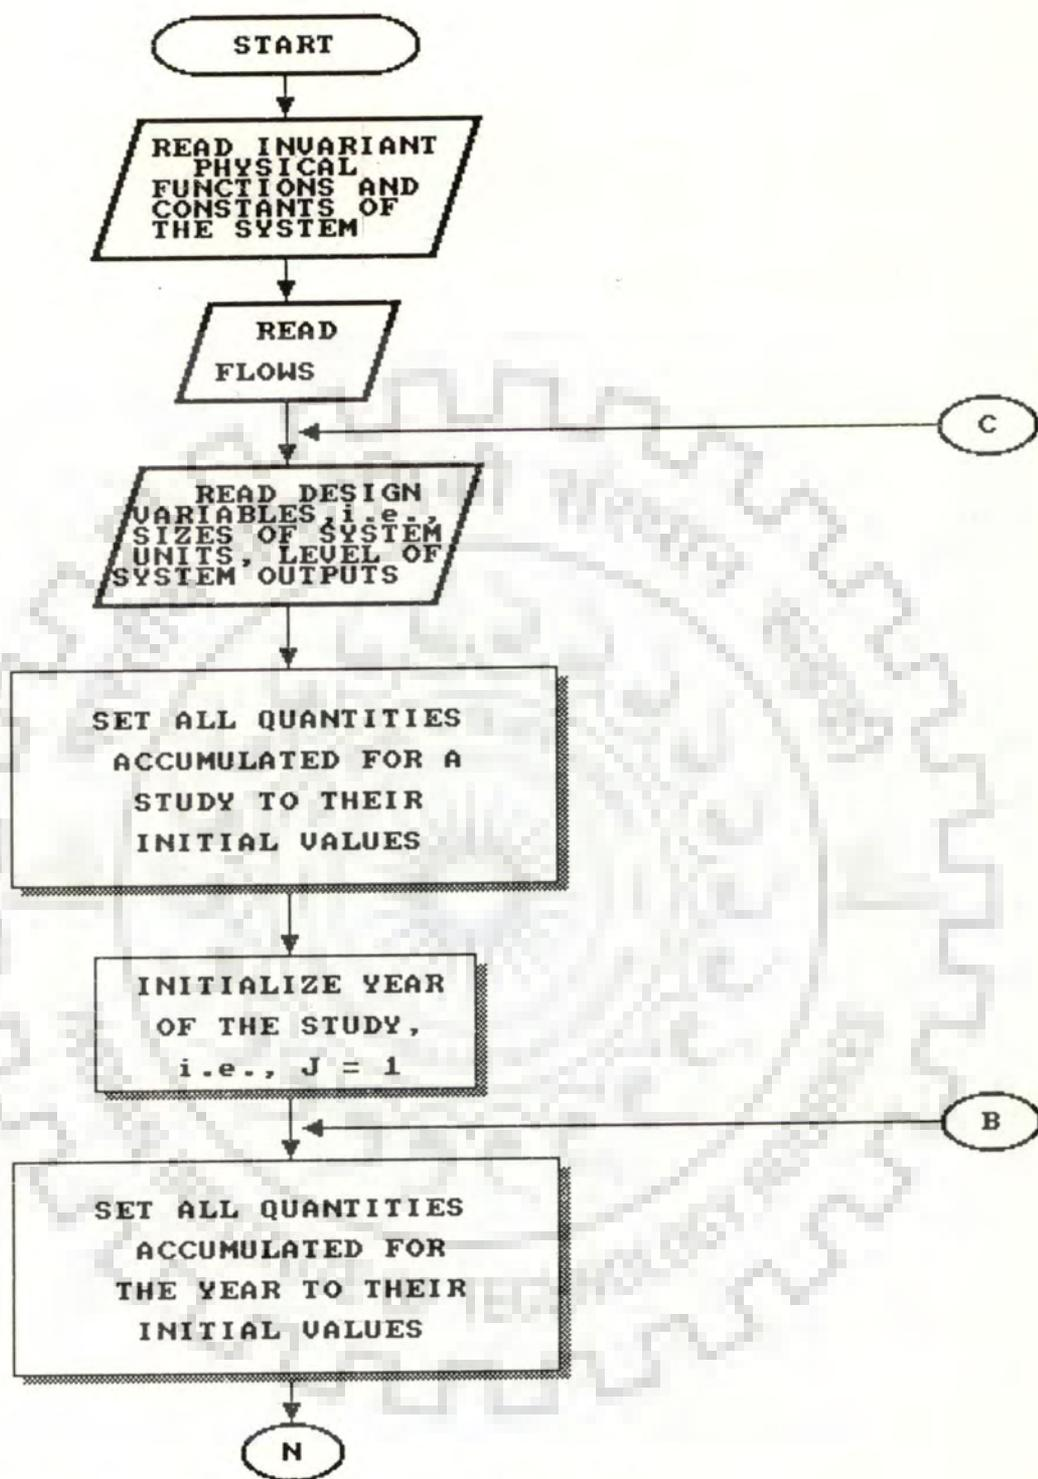 START
READ INVARIANT
PHYSICAL
FUNCTIONS AND
CONSTANTS OF
THE SYSTEM
READ
FLOWS
C
READ DESIGN
VARIABLES,i.e.,
SIZES OF SYSTEM
UNITS, LEVEL OF
SYSTEM OUTPUTS
SET ALL QUANTITIES
ACCUMULATED FOR A
STUDY TO THEIR
INITIAL VALUES
INITIALIZE YEAR
OF THE STUDY,
i.e., J = 1
B
SET ALL QUANTITIES
ACCUMULATED FOR
THE YEAR TO THEIR
INITIAL VALUES
N